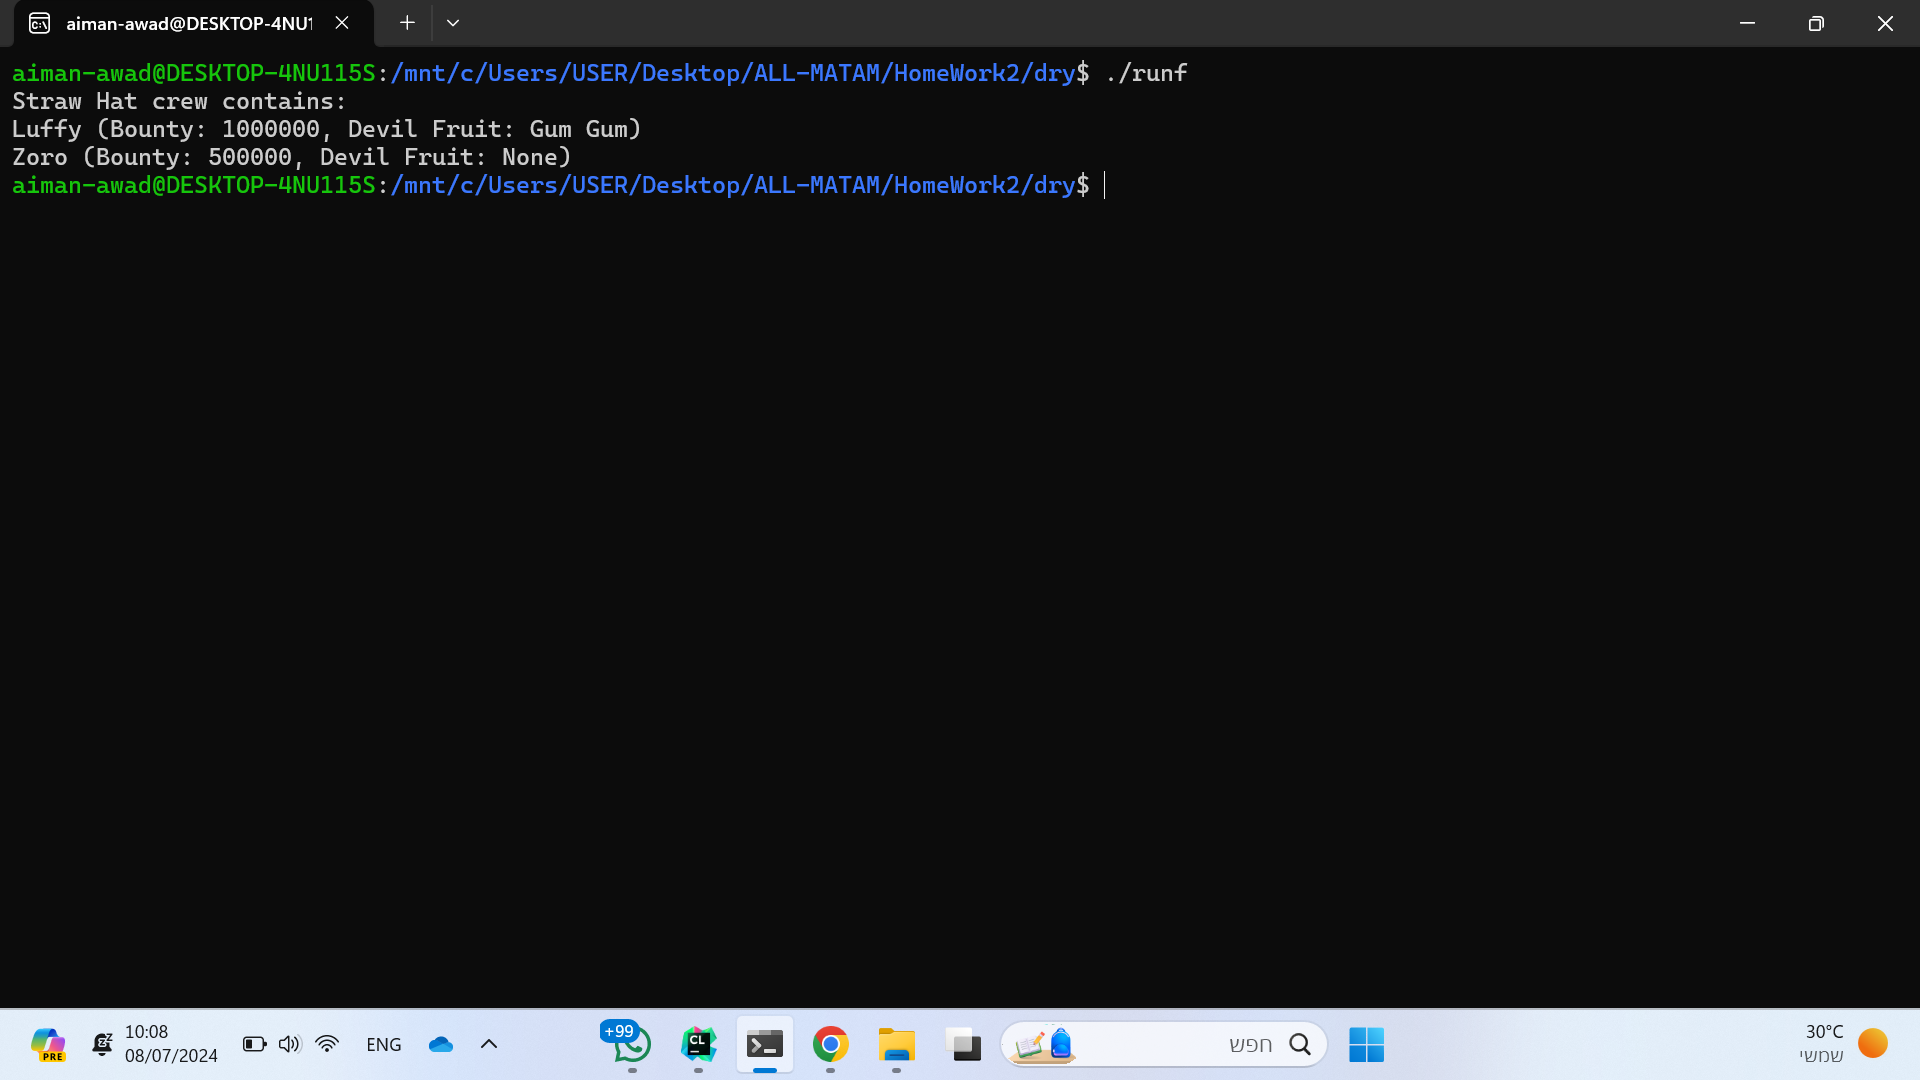 aiman-awad@DESKTOP-4NU1
aiman-awad@DESKTOP-4NU115S:/mnt/c/Users/USER/Desktop/ALL-MATAM/HomeWork2/dry$ ./runf
Straw Hat crew contains:
Luffy (Bounty: 1000000, Devil Fruit: Gum Gum)
Zoro (Bounty: 500000, Devil Fruit: None)
aiman-awad@DESKTOP-4NU115S:/mnt/c/Users/USER/Desktop/ALL-MATAM/HomeWork2/dry$
PRE
10:08
08/07/2024
ENG
+99
CL
חפש
30°C
שמשי